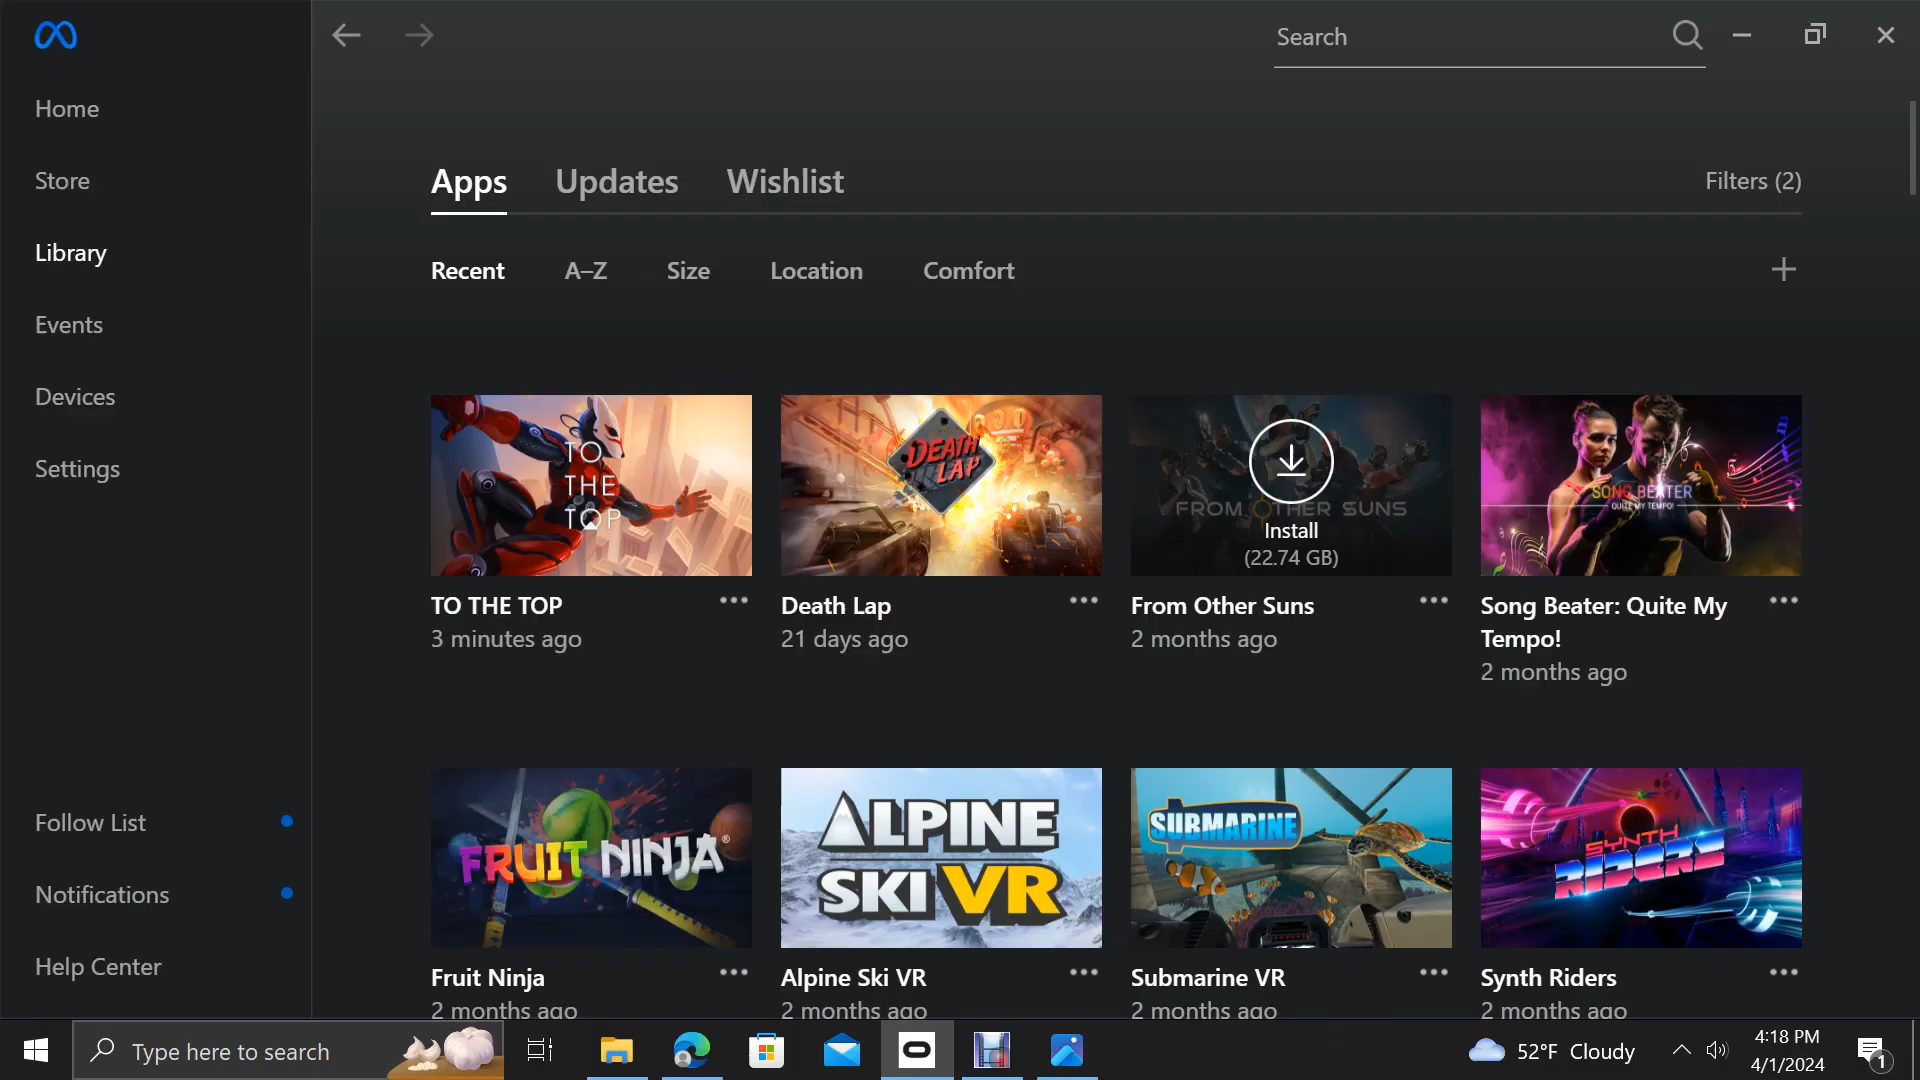 Search
Home
Store
Library
Events
Devices
Settings
Follow List
Notifications
Help Center
Apps
Updates
Wishlist
Filters (2)
Recent
A–Z
Size
Location
Comfort
TO
THE
TOP
TO THE TOP
3 minutes ago
DEATH
LAP
Death Lap
21 days ago
FROM OTHER SUNS
Install
(22.74 GB)
From Other Suns
2 months ago
SONG BEATER
QUITE MY TEMPO!
Song Beater: Quite My
Tempo!
2 months ago
FRUIT NINJA®
Fruit Ninja
2 months ago
ALPINE
SKI VR
Alpine Ski VR
2 months ago
SUBMARINE
Submarine VR
2 months ago
SYNTH
RIDERS
Synth Riders
2 months ago
Type here to search
52°F Cloudy
4:18 PM
4/1/2024
1